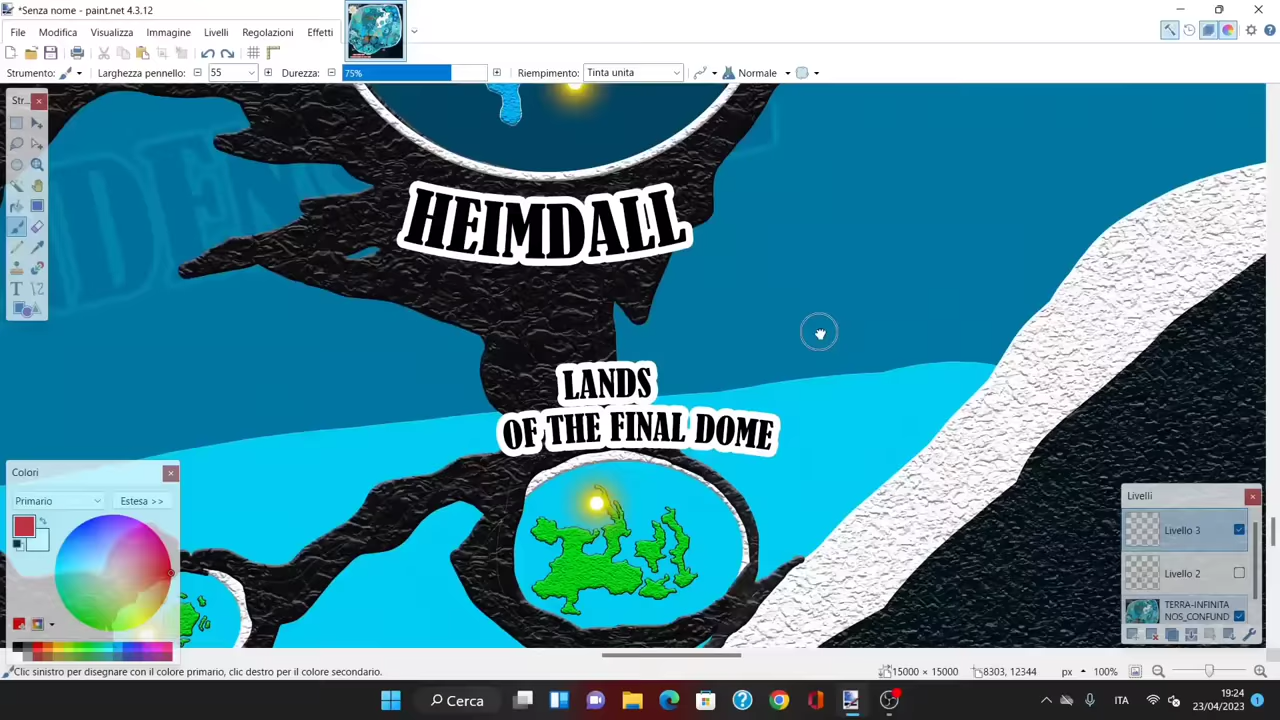 *Senza nome - paint.net 4.3.12
File Modifica Visualizza Immagine Livelli Regolazioni Effetti
Strumento: Larghezza pennello: 55 Durezza: 75% Riempimento: Tinta unita Normale
Str...
HEIMDALL
LANDS
OF THE FINAL DOME
Colori
Primario Estesa >>
Livelli
Livello 3
Livello 2
TERRA-INFINITA
NOS_CONFUND
Clic sinistro per disegnare con il colore primario, clic destro per il colore secondario.
15000 × 15000 8303, 12344 px 100%
Cerca
ITA
19:24
23/04/2023